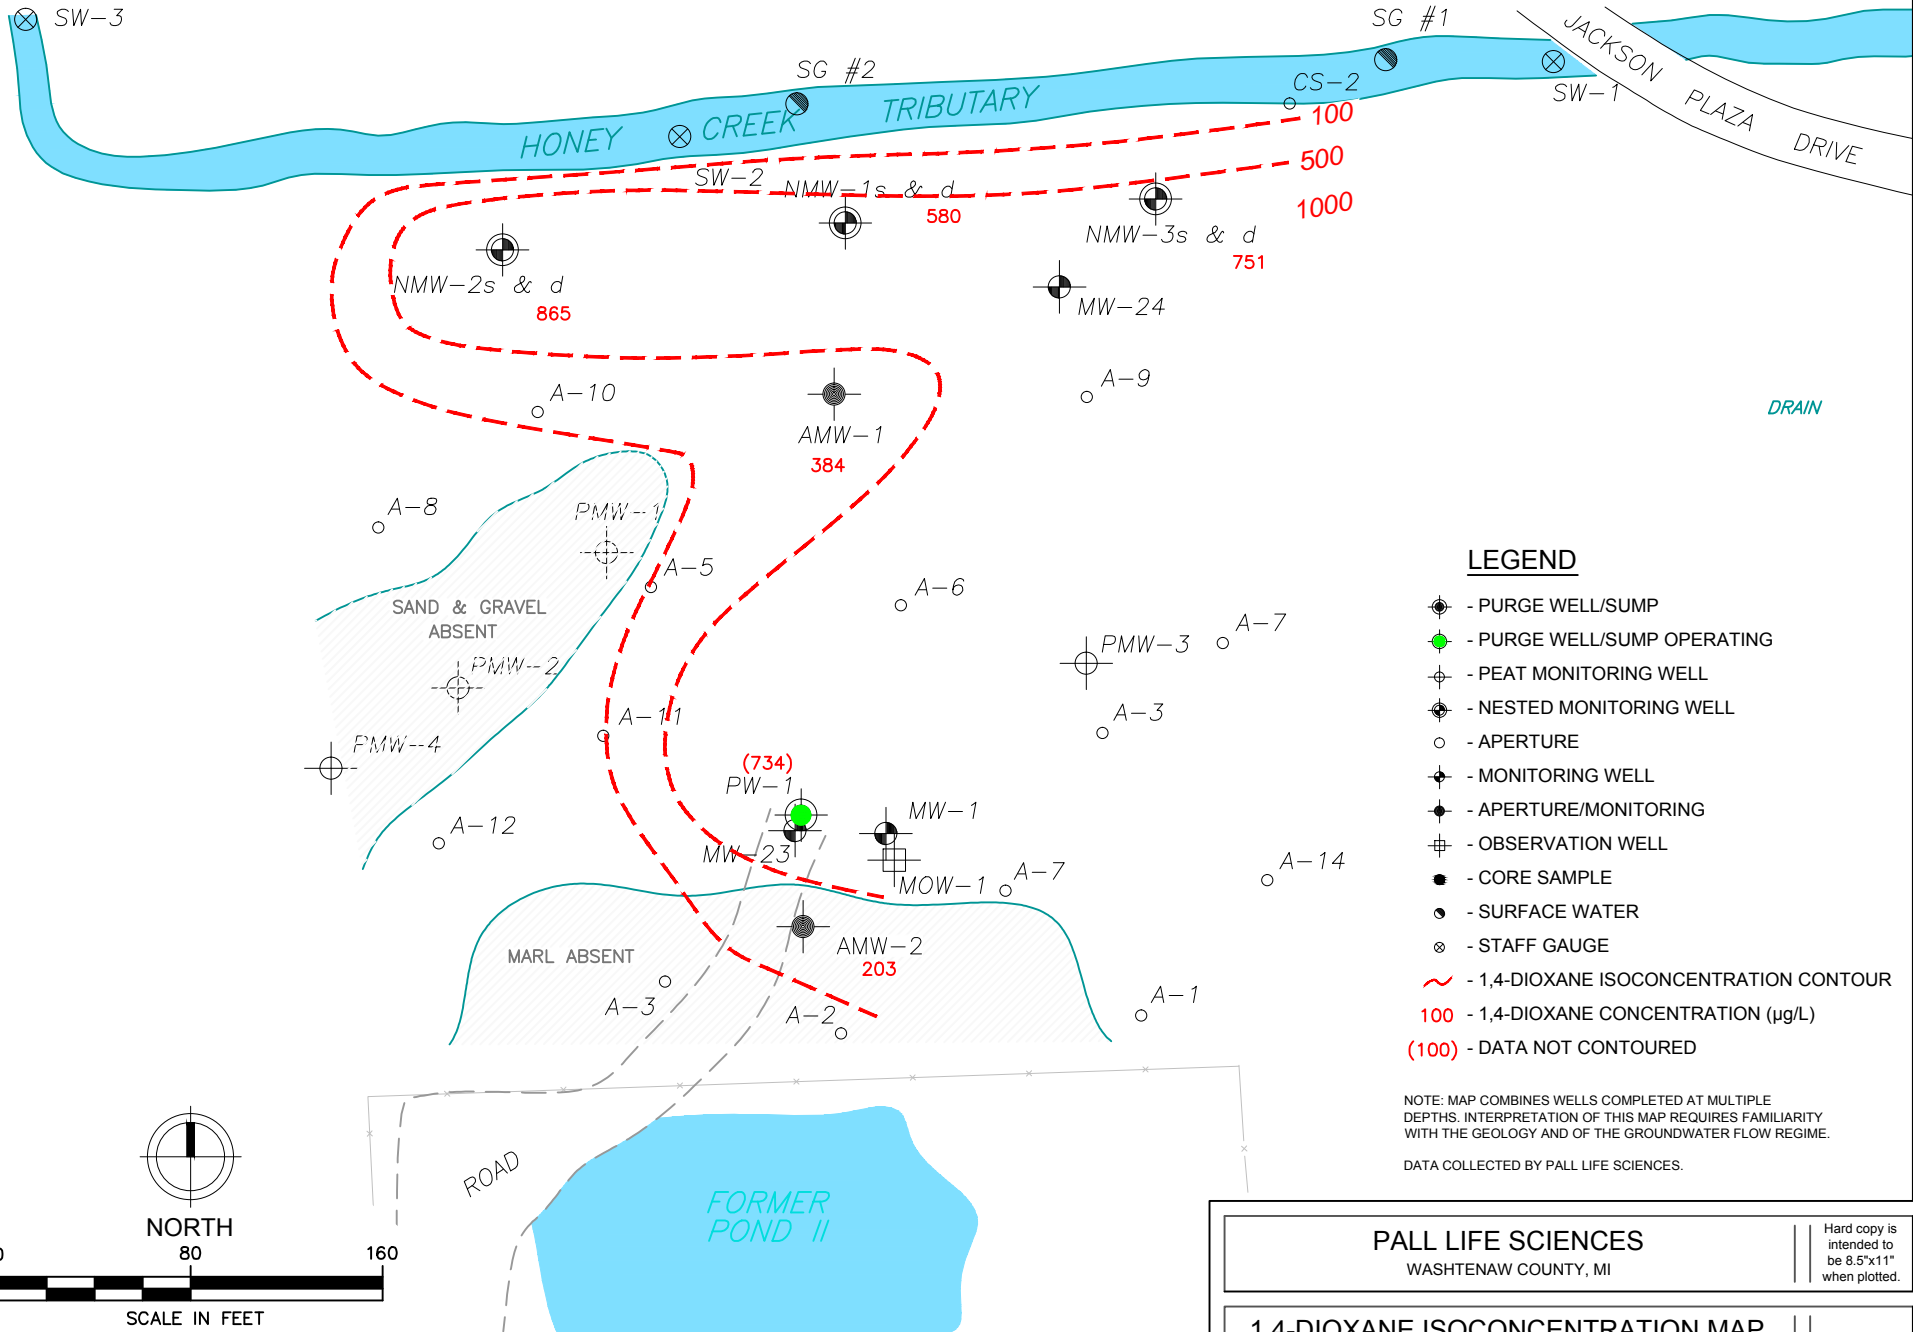 SW-3
SG #1
SG #2
JACKSON PLAZA DRIVE
CS-2
SW-1
HONEY CREEK TRIBUTARY
100
500
1000
SW-2
NMW-1s & d
580
NMW-3s & d
751
NMW-2s & d
865
MW-24
A-10
A-9
DRAIN
AMW-1
384
A-8
PMW-1
A-5
A-6
SAND & GRAVEL
ABSENT
A-7
PMW-3
PMW-2
A-11
A-3
PMW-4
(734)
PW-1
MW-1
A-12
MW-23
MOW-1
A-7
A-14
AMW-2
203
MARL ABSENT
A-3
A-2
A-1
LEGEND
- PURGE WELL/SUMP
- PURGE WELL/SUMP OPERATING
- PEAT MONITORING WELL
- NESTED MONITORING WELL
- APERTURE
- MONITORING WELL
- APERTURE/MONITORING
- OBSERVATION WELL
- CORE SAMPLE
- SURFACE WATER
- STAFF GAUGE
- 1,4-DIOXANE ISOCONCENTRATION CONTOUR
100 - 1,4-DIOXANE CONCENTRATION (µg/L)
(100) - DATA NOT CONTOURED
NOTE: MAP COMBINES WELLS COMPLETED AT MULTIPLE
DEPTHS. INTERPRETATION OF THIS MAP REQUIRES FAMILIARITY
WITH THE GEOLOGY AND OF THE GROUNDWATER FLOW REGIME.
DATA COLLECTED BY PALL LIFE SCIENCES.
ROAD
FORMER
POND II
NORTH
0 80 160
SCALE IN FEET
PALL LIFE SCIENCES
WASHTENAW COUNTY, MI
Hard copy is
intended to
be 8.5"x11"
when plotted.
1,4-DIOXANE ISOCONCENTRATION MAP